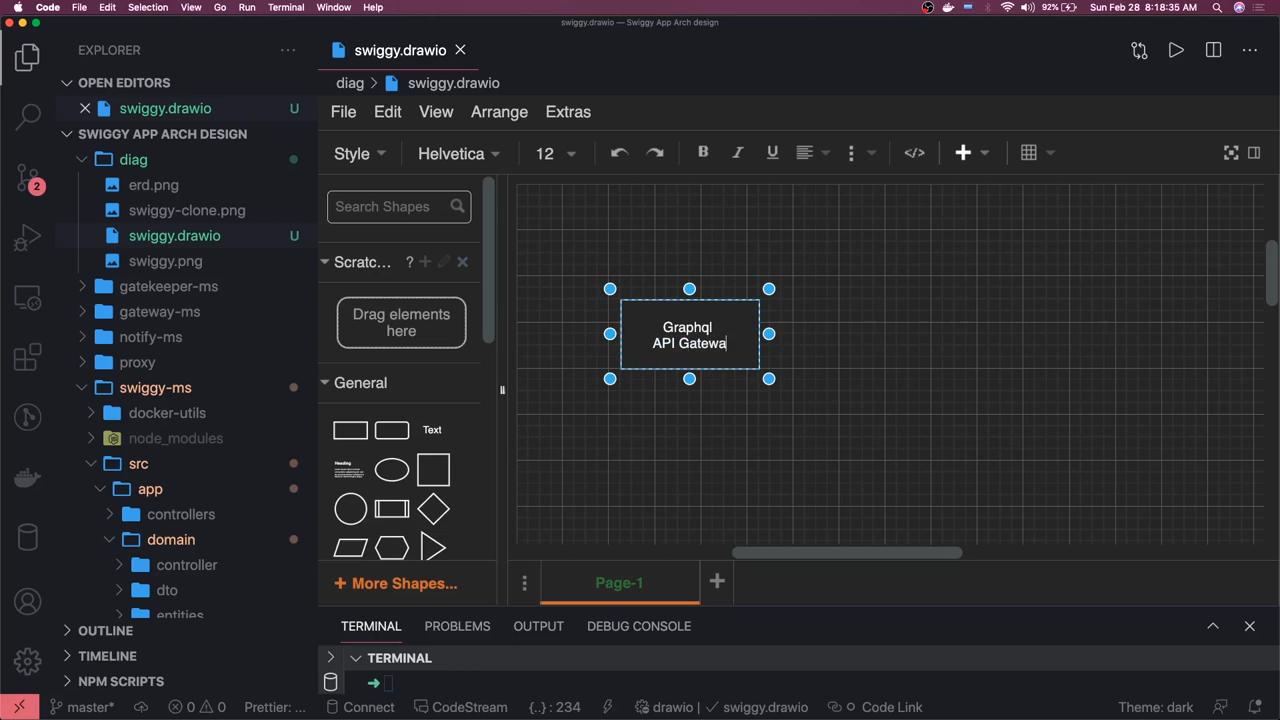 Code File Edit Selection View Go Run Terminal Window Help 92% Sun Feb 28 8:18:35 AM
swiggy.drawio — Swiggy App Arch design
EXPLORER
swiggy.drawio
OPEN EDITORS
diag > swiggy.drawio
swiggy.drawio U
File Edit View Arrange Extras
SWIGGY APP ARCH DESIGN
Style Helvetica 12 B I U
diag
erd.png
swiggy-clone.png
swiggy.drawio U
swiggy.png
gatekeeper-ms
gateway-ms
notify-ms
proxy
swiggy-ms
docker-utils
node_modules
src
app
controllers
domain
controller
dto
entities
2
Search Shapes
Scratc... ?
Drag elements
here
General
Text
Heading
More Shapes...
Graphql
API Gatewa
Page-1
OUTLINE
TIMELINE
NPM SCRIPTS
TERMINAL PROBLEMS OUTPUT DEBUG CONSOLE
TERMINAL
master* 0 0 Prettier: ... Connect CodeStream {..} : 234 drawio | ✓ swiggy.drawio Code Link Theme: dark